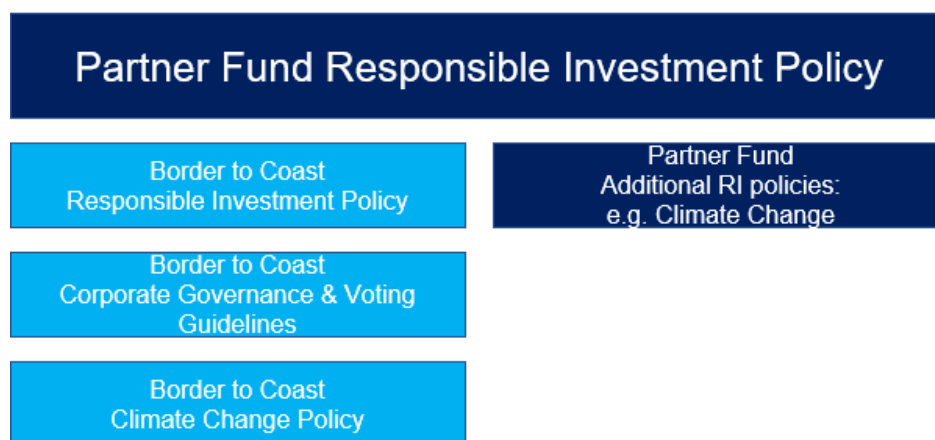 Partner Fund Responsible Investment Policy
Border to Coast
Responsible Investment Policy
Partner Fund
Additional RI policies:
e.g. Climate Change
Border to Coast
Corporate Governance & Voting
Guidelines
Border to Coast
Climate Change Policy